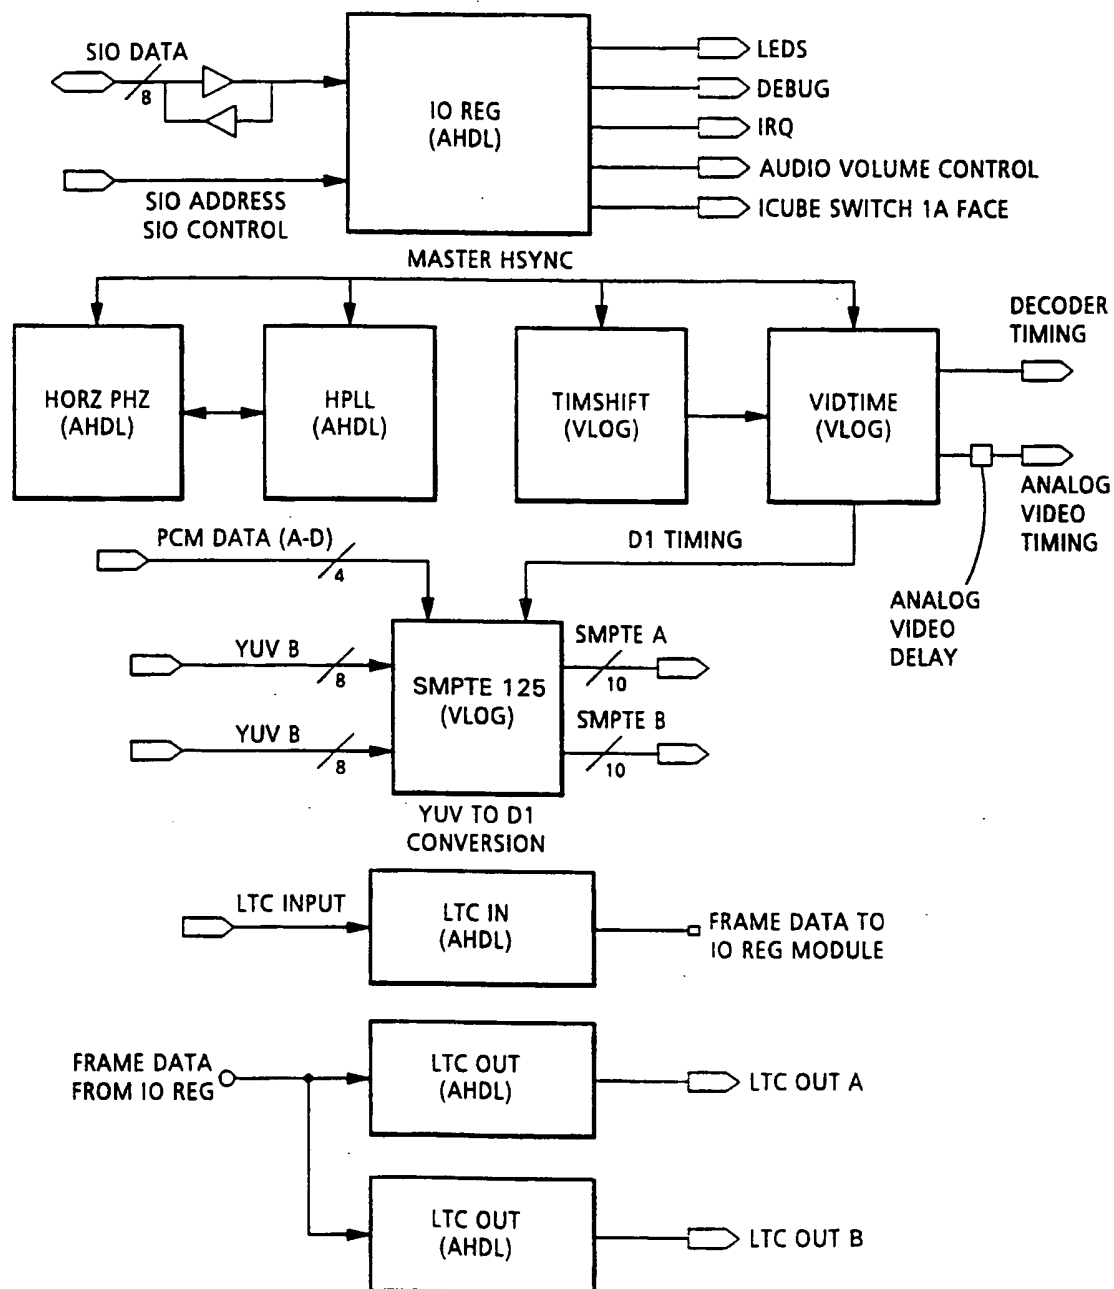 SIO DATA
8
SIO ADDRESS
SIO CONTROL
IO REG
(AHDL)
LEDS
DEBUG
IRQ
AUDIO VOLUME CONTROL
ICUBE SWITCH 1A FACE
MASTER HSYNC
HORZ PHZ
(AHDL)
HPLL
(AHDL)
TIMSHIFT
(VLOG)
VIDTIME
(VLOG)
DECODER
TIMING
ANALOG
VIDEO
TIMING
ANALOG
VIDEO
DELAY
PCM DATA (A-D)
4
D1 TIMING
YUV B
8
YUV B
8
SMPTE 125
(VLOG)
SMPTE A
10
SMPTE B
10
YUV TO D1
CONVERSION
LTC INPUT
LTC IN
(AHDL)
FRAME DATA TO
IO REG MODULE
FRAME DATA
FROM IO REG
LTC OUT
(AHDL)
LTC OUT A
LTC OUT
(AHDL)
LTC OUT B